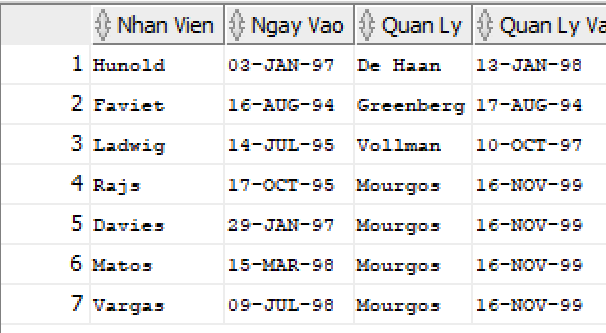 Nhan Vien Ngay Vao Quan Ly Quan Ly Va
1 Hunold 03-JAN-97 De Haan 13-JAN-98
2 Faviet 16-AUG-94 Greenberg 17-AUG-94
3 Ladwig 14-JUL-95 Vollman 10-OCT-97
4 Rajs 17-OCT-95 Mourgos 16-NOV-99
5 Davies 29-JAN-97 Mourgos 16-NOV-99
6 Matos 15-MAR-98 Mourgos 16-NOV-99
7 Vargas 09-JUL-98 Mourgos 16-NOV-99